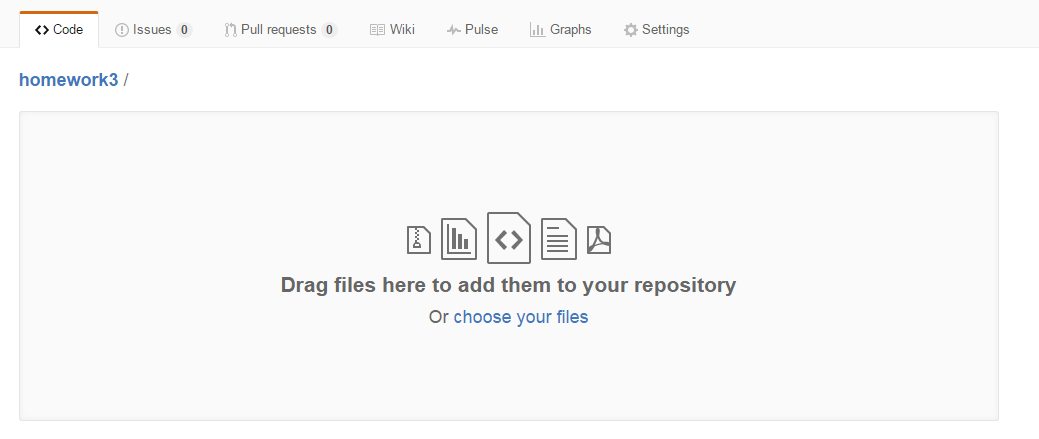 Code Issues 0 Pull requests 0 Wiki Pulse Graphs Settings
homework3 /
Drag files here to add them to your repository
Or choose your files